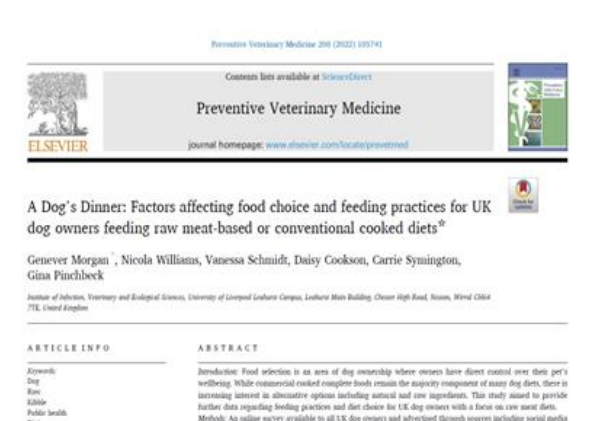 Preventive Veterinary Medicine 208 (2022) 105741
Contents lists available at ScienceDirect
Preventive Veterinary Medicine
ELSEVIER
journal homepage: www.elsevier.com/locate/prevetmed
Check for
updates
A Dog's Dinner: Factors affecting food choice and feeding practices for UK
dog owners feeding raw meat-based or conventional cooked diets☆
Genever Morgan *, Nicola Williams, Vanessa Schmidt, Daisy Cookson, Carrie Symington,
Gina Pinchbeck
Institute of Infection, Veterinary and Ecological Sciences, University of Liverpool Leahurst Campus, Leahurst Main Building, Chester High Road, Neston, Wirral CH64
7TE, United Kingdom
ARTICLE INFO
ABSTRACT
Keywords:
Dog
Raw
Kibble
Public health
Introduction: Food selection is an area of dog ownership where owners have direct control over their pet's
wellbeing. While commercial cooked complete foods remain the majority component of many dog diets, there is
increasing interest in alternative options including natural and raw ingredients. This study aimed to provide
further data regarding feeding practices and diet choice for UK dog owners with a focus on raw meat diets.
Methods: An online survey available to all UK dog owners and advertised through sources including social media